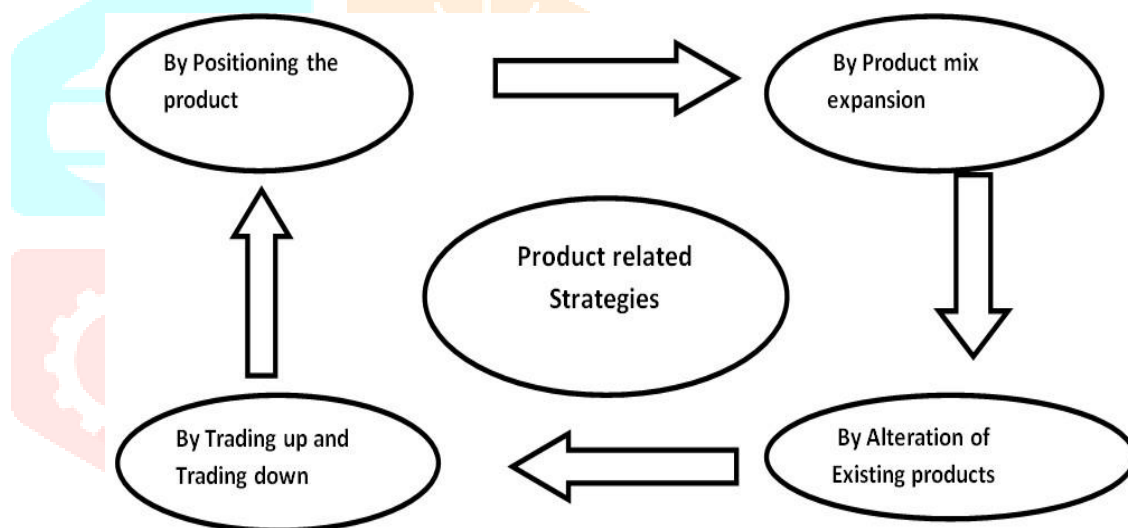 By Positioning the
product
By Product mix
expansion
Product related
Strategies
By Trading up and
Trading down
By Alteration of
Existing products